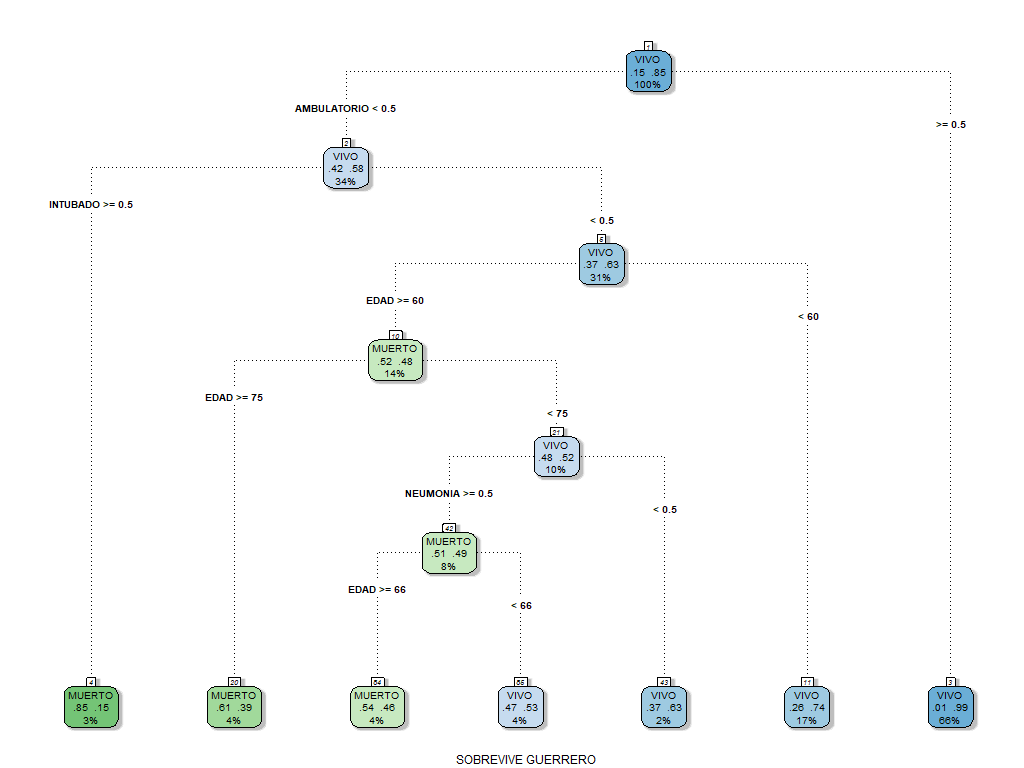 1
VIVO
.15 .85
100%
AMBULATORIO < 0.5
>= 0.5
2
VIVO
.42 .58
34%
INTUBADO >= 0.5
< 0.5
5
VIVO
.37 .63
31%
EDAD >= 60
< 60
10
MUERTO
.52 .48
14%
EDAD >= 75
< 75
21
VIVO
.48 .52
10%
NEUMONIA >= 0.5
< 0.5
42
MUERTO
.51 .49
8%
EDAD >= 66
< 66
4
MUERTO
.85 .15
3%
20
MUERTO
.61 .39
4%
84
MUERTO
.54 .46
4%
85
VIVO
.47 .53
4%
43
VIVO
.37 .63
2%
11
VIVO
.26 .74
17%
3
VIVO
.01 .99
66%
SOBREVIVE GUERRERO